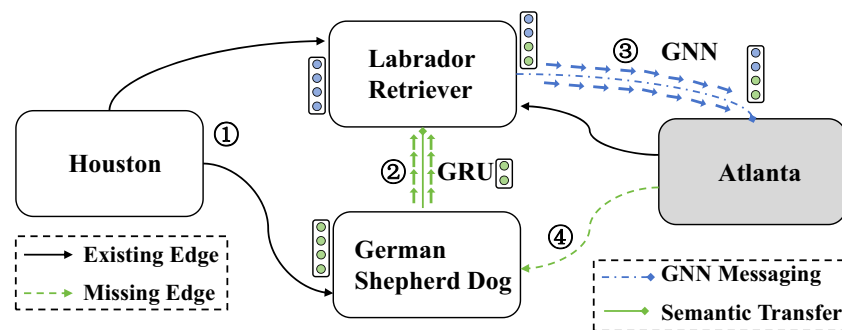 Labrador
Retriever
③ GNN
①
Houston
② GRU
Atlanta
German
Shepherd Dog
④
Existing Edge
Missing Edge
GNN Messaging
Semantic Transfer